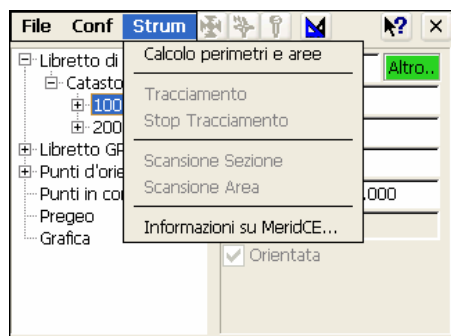 File Conf Strum
Libretto di
Calcolo perimetri e aree
Altro..
Catasto
100
Tracciamento
200
Stop Tracciamento
Libretto GP
Punti d'orie
Scansione Sezione
Punti in co
Scansione Area
.000
Pregeo
Informazioni su MeridCE...
Grafica
Orientata